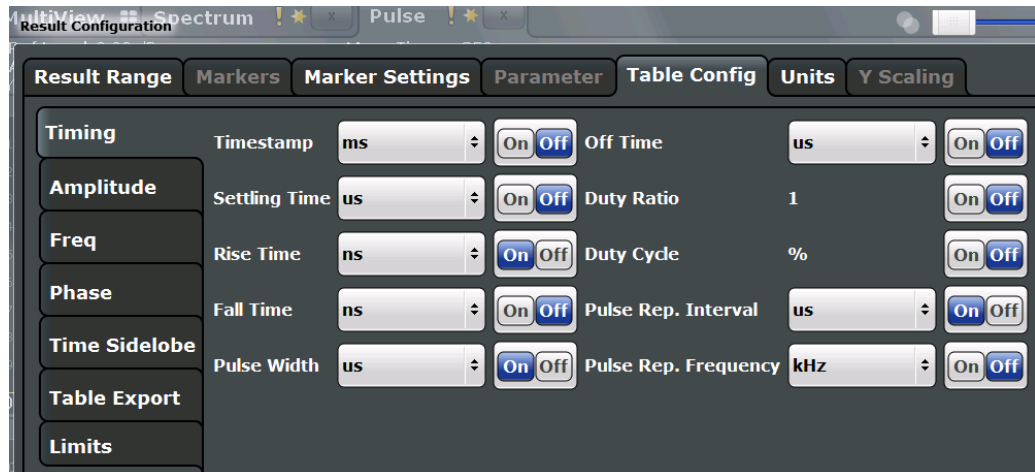 MultiView Spectrum ! x Pulse ! x
Result Configuration
Result Range Markers Marker Settings Parameter Table Config Units Y Scaling
Timing
Amplitude
Freq
Phase
Time Sidelobe
Table Export
Limits
Timestamp ms On Off Off Time us On Off
Settling Time us On Off Duty Ratio 1 On Off
Rise Time ns On Off Duty Cycle % On Off
Fall Time ns On Off Pulse Rep. Interval us On Off
Pulse Width us On Off Pulse Rep. Frequency kHz On Off